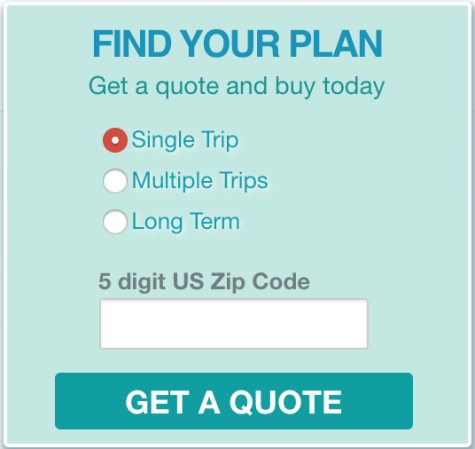 FIND YOUR PLAN
Get a quote and buy today
Single Trip
Multiple Trips
Long Term
5 digit US Zip Code
GET A QUOTE